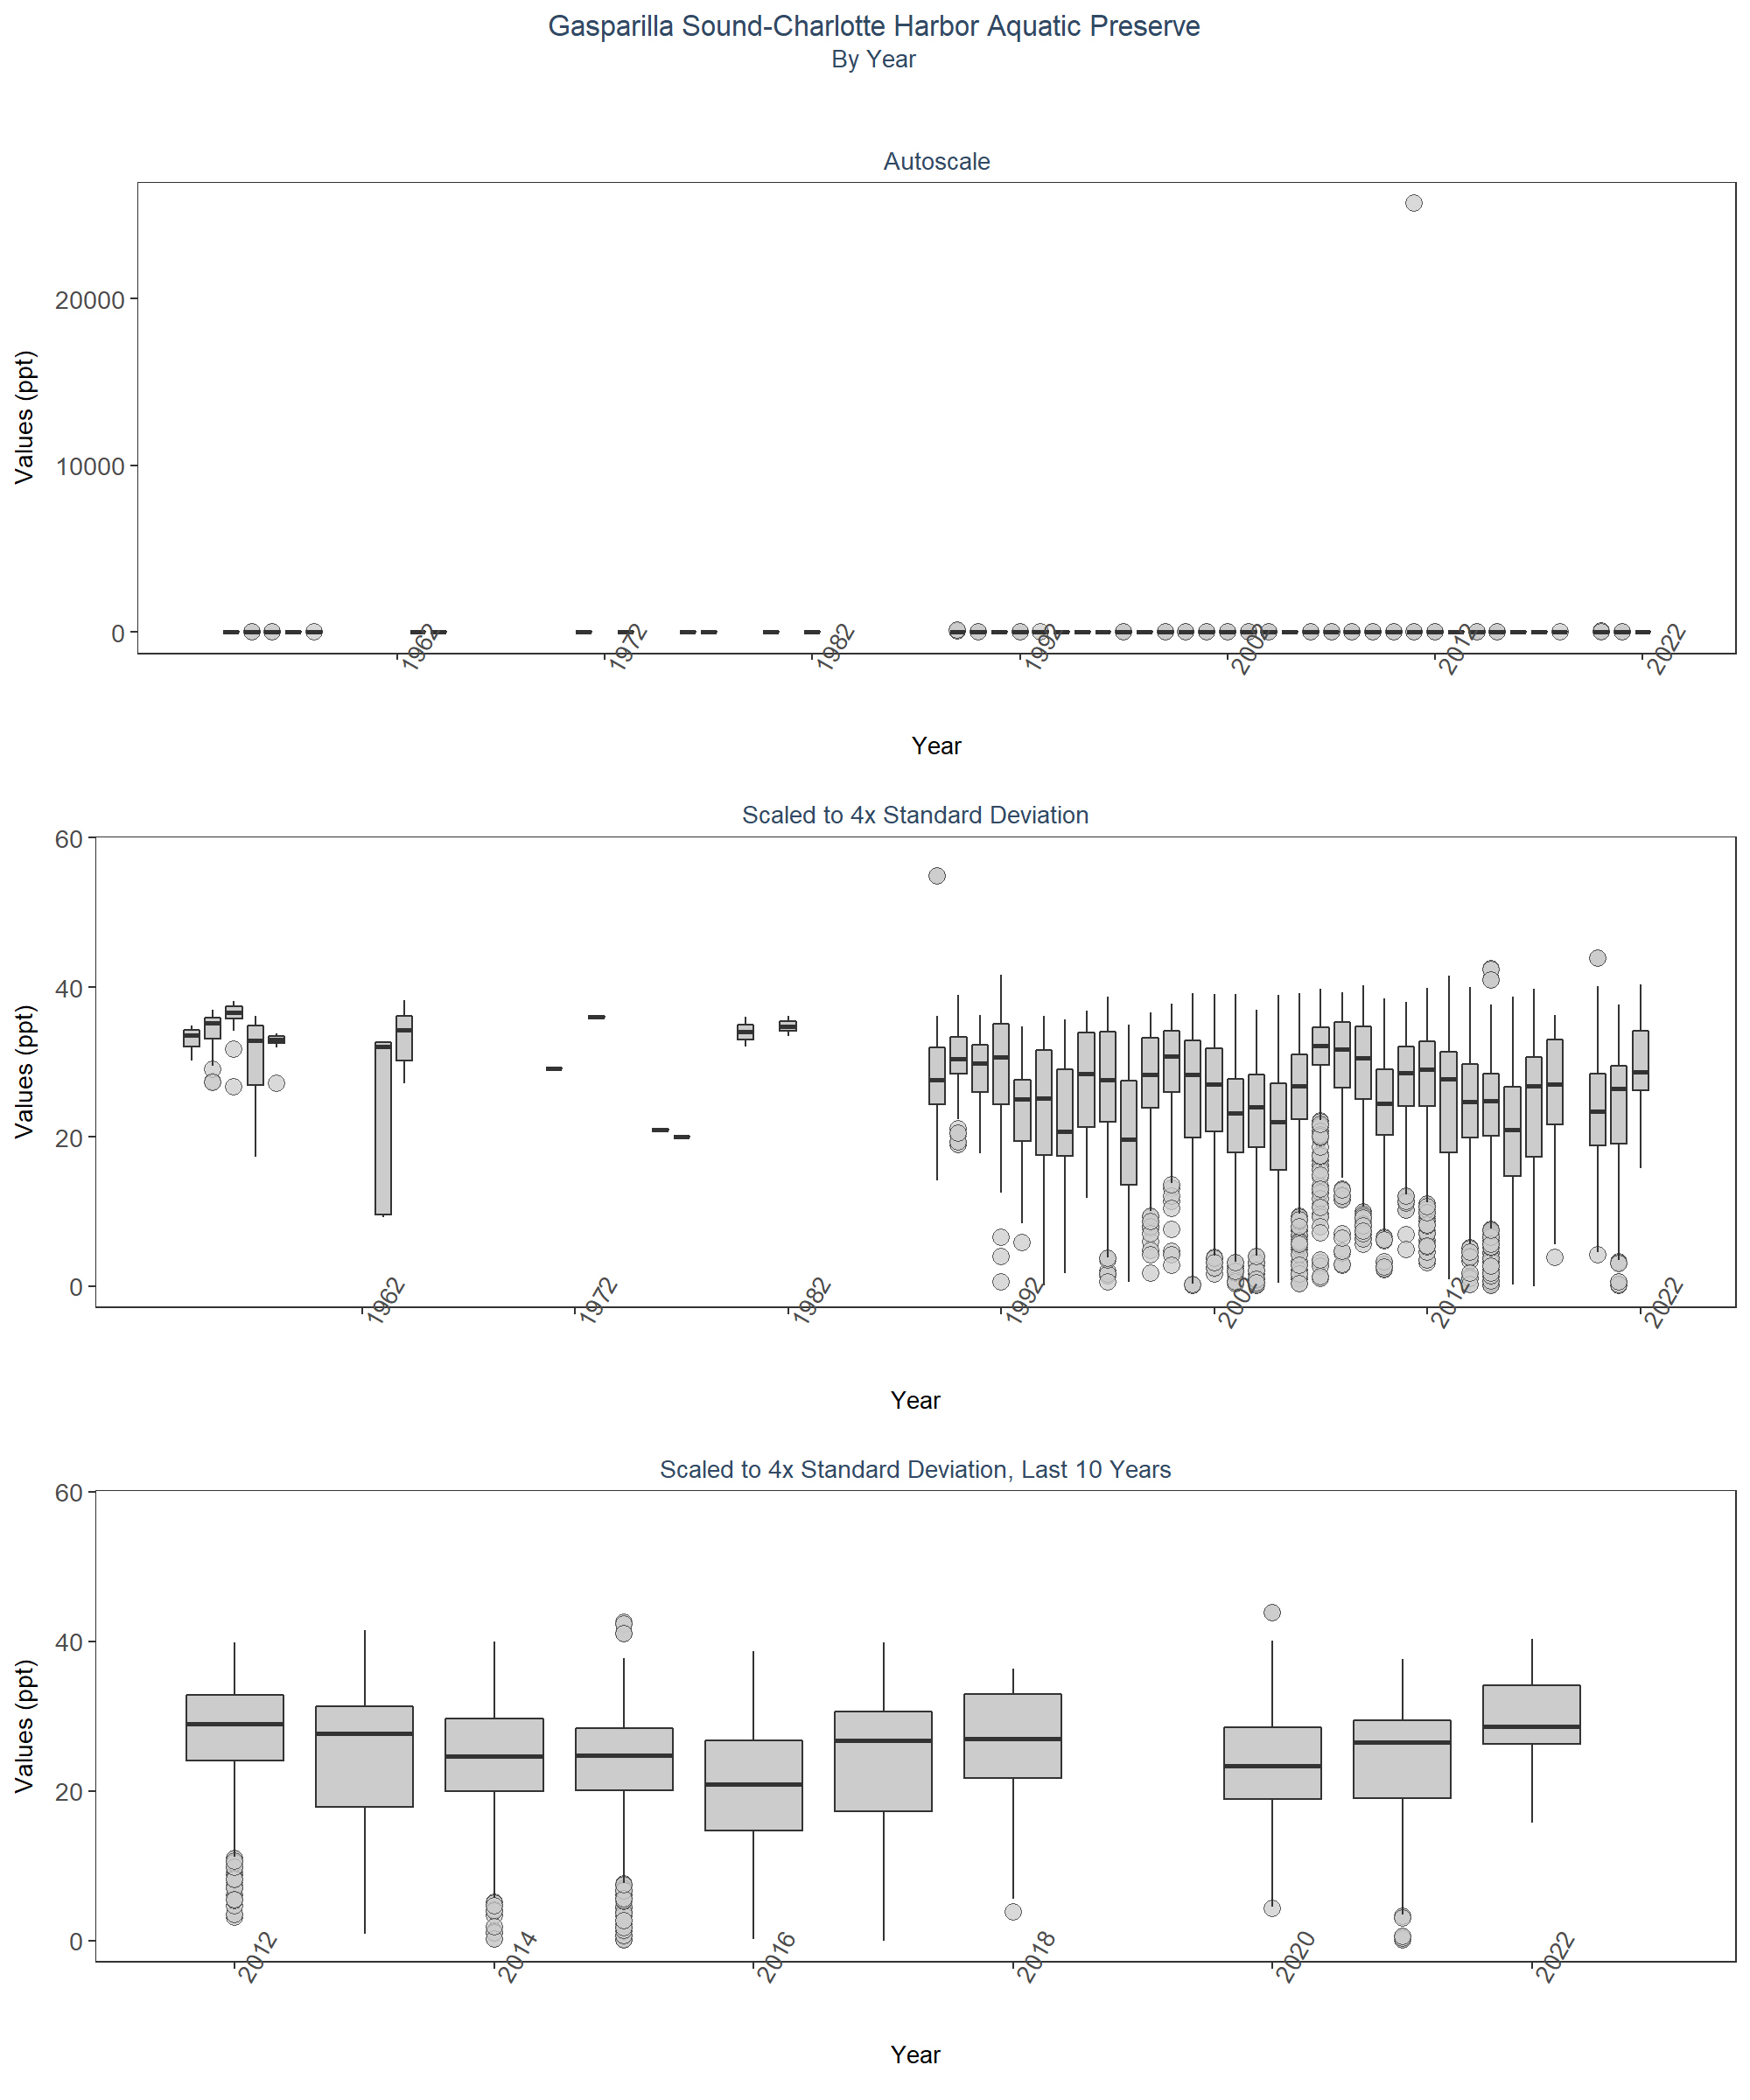 Gasparilla Sound-Charlotte Harbor Aquatic Preserve
By Year
Autoscale
Values (ppt)
20000
10000
0
1962
1972
1982
1992
2002
2012
2022
Year
Scaled to 4x Standard Deviation
Values (ppt)
60
40
20
0
1962
1972
1982
1992
2002
2012
2022
Year
Scaled to 4x Standard Deviation, Last 10 Years
Values (ppt)
60
40
20
0
2012
2014
2016
2018
2020
2022
Year